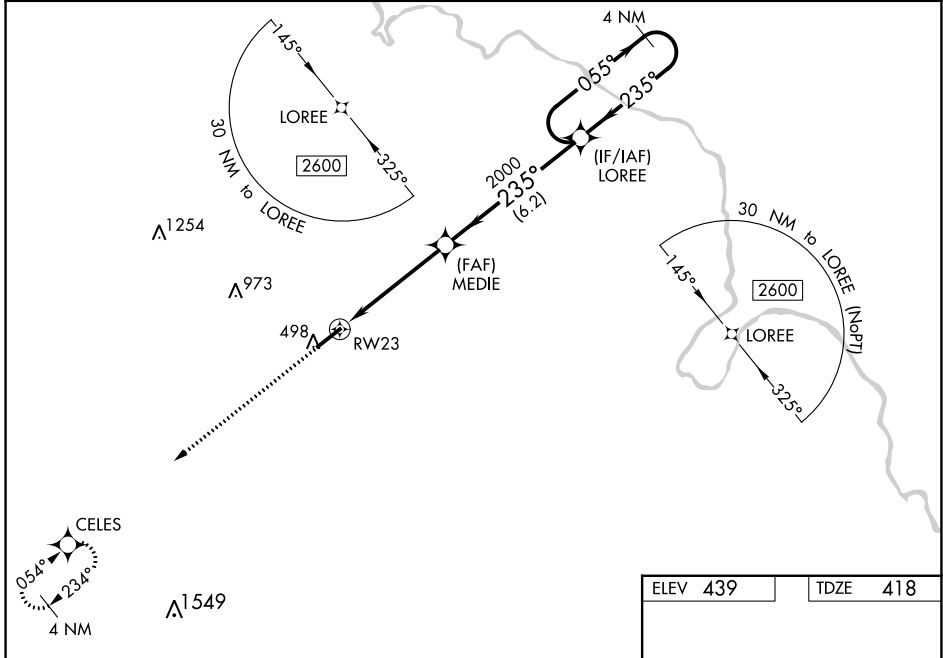 4 NM
055°
235°
145°
LOREE
2600
325°
30 NM to LOREE
(IF/IAF)
LOREE
2000
235°
(6.2)
1254
30 NM to LOREE (NoPT)
145°
2600
LOREE
325°
(FAF)
MEDIE
973
498
RW23
CELES
054°
234°
4 NM
1549
ELEV 439
TDZE 418